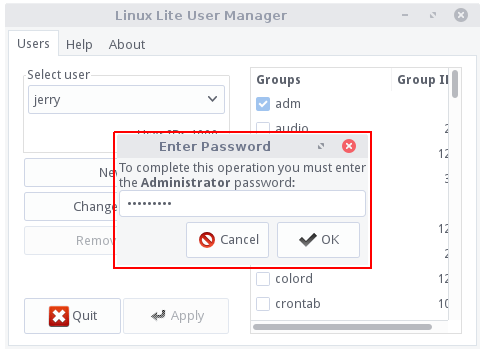 Linux Lite User Manager
Users Help About
Select user
jerry
New
Change
Remov
Quit
Apply
Groups Group I
adm
audio 2
12
3
12
2
colord 12
crontab 10
Enter Password
To complete this operation you must enter
the Administrator password:
•••••••••
Cancel
OK